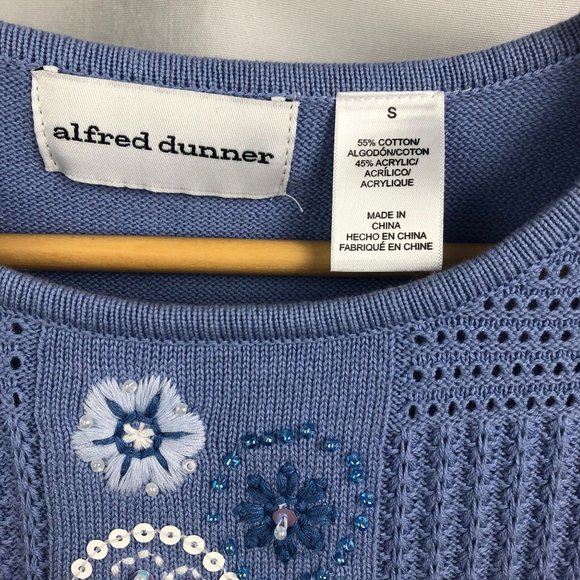 alfred dunner
S
55% COTTON/
ALGODÓN/COTON
45% ACRYLIC/
ACRÍLICO/
ACRYLIQUE
MADE IN
CHINA
HECHO EN CHINA
FABRIQUÉ EN CHINE